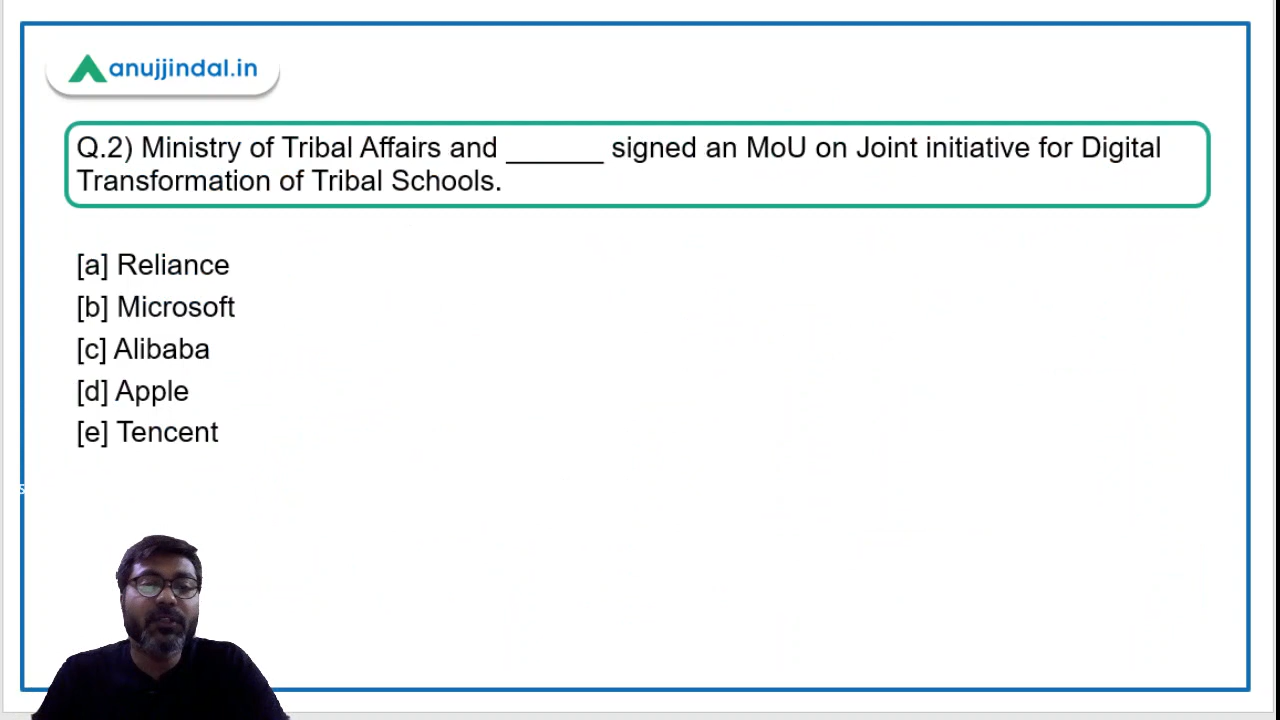 anujjindal.in
Q.2) Ministry of Tribal Affairs and ______ signed an MoU on Joint initiative for Digital
Transformation of Tribal Schools.
[a] Reliance
[b] Microsoft
[c] Alibaba
[d] Apple
[e] Tencent